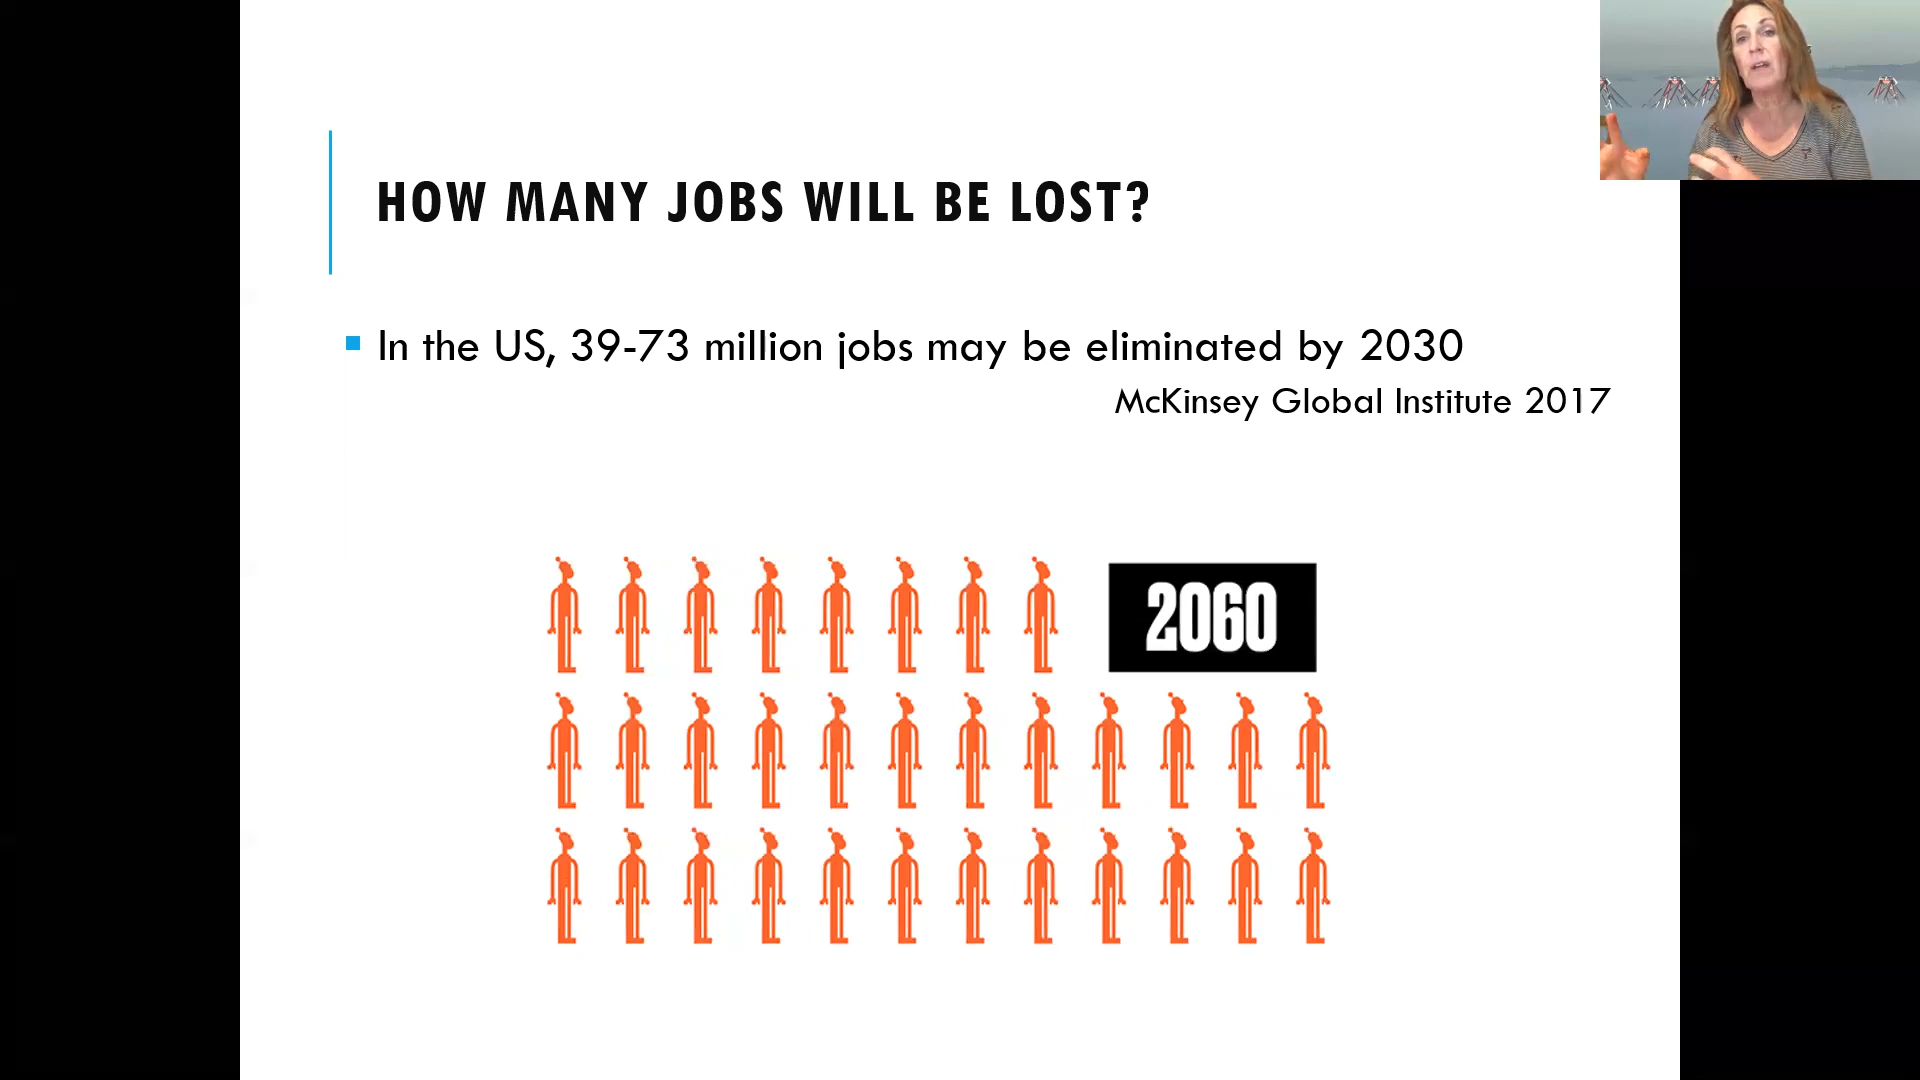 HOW MANY JOBS WILL BE LOST?
In the US, 39-73 million jobs may be eliminated by 2030
McKinsey Global Institute 2017
2060